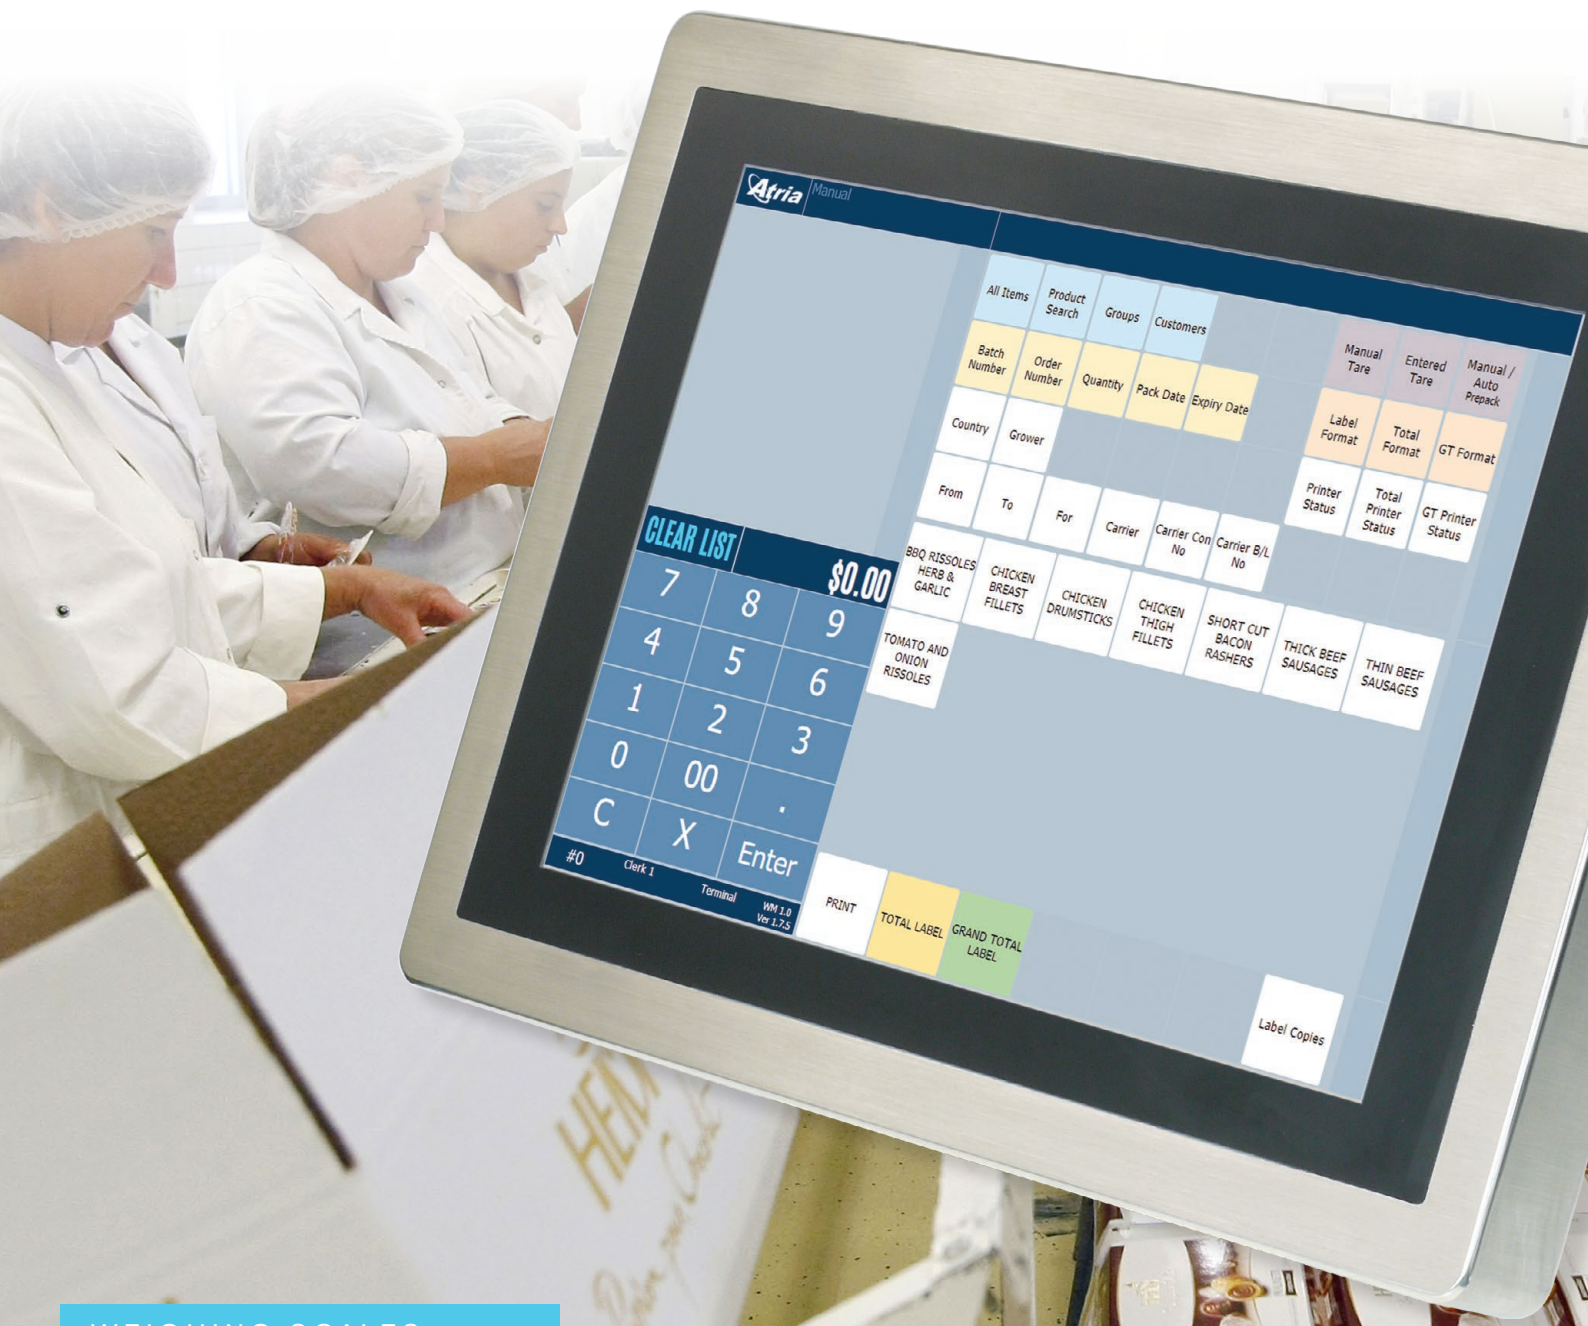 Atria Manual
All Items
Product
Search
Groups
Customers
Manual
Tare
Entered
Tare
Manual /
Auto
Prepack
Batch
Number
Order
Number
Quantity
Pack Date
Expiry Date
Label
Format
Total
Format
GT Format
Country
Grower
Printer
Status
Total
Printer
Status
GT Printer
Status
From
To
For
Carrier
Carrier Con
No
Carrier B/L
No
BBQ RISSOLES
HERB &
GARLIC
CHICKEN
BREAST
FILLETS
CHICKEN
DRUMSTICKS
CHICKEN
THIGH
FILLETS
SHORT CUT
BACON
RASHERS
THICK BEEF
SAUSAGES
THIN BEEF
SAUSAGES
TOMATO AND
ONION
RISSOLES
CLEAR LIST $0.00
7 8 9
4 5 6
1 2 3
0 00 .
C X Enter
#0 Clerk 1 Terminal WM 1.0
Ver 1.7.5
PRINT
TOTAL LABEL
GRAND TOTAL
LABEL
Label Copies
WEIGHING SCALES